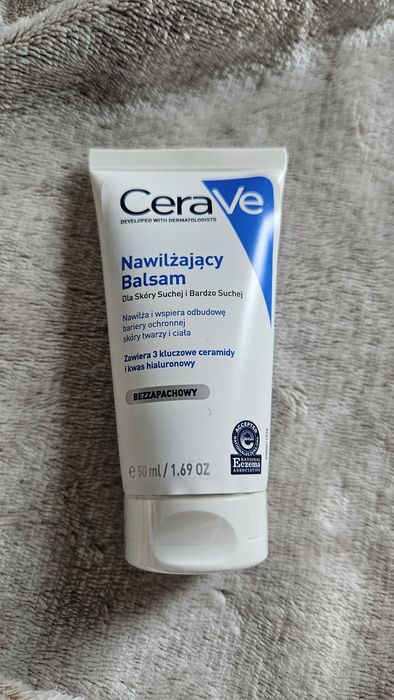 CeraVe
DEVELOPED WITH DERMATOLOGISTS
Nawilżający
Balsam
Dla Skóry Suchej i Bardzo Suchej
Nawilża i wspiera odbudowę
bariery ochronnej
skóry twarzy i ciała
Zawiera 3 kluczowe ceramidy
i kwas hialuronowy
BEZZAPACHOWY
ACCEPTED
e
NATIONAL
Eczema
ASSOCIATION
e 50 ml / 1.69 OZ